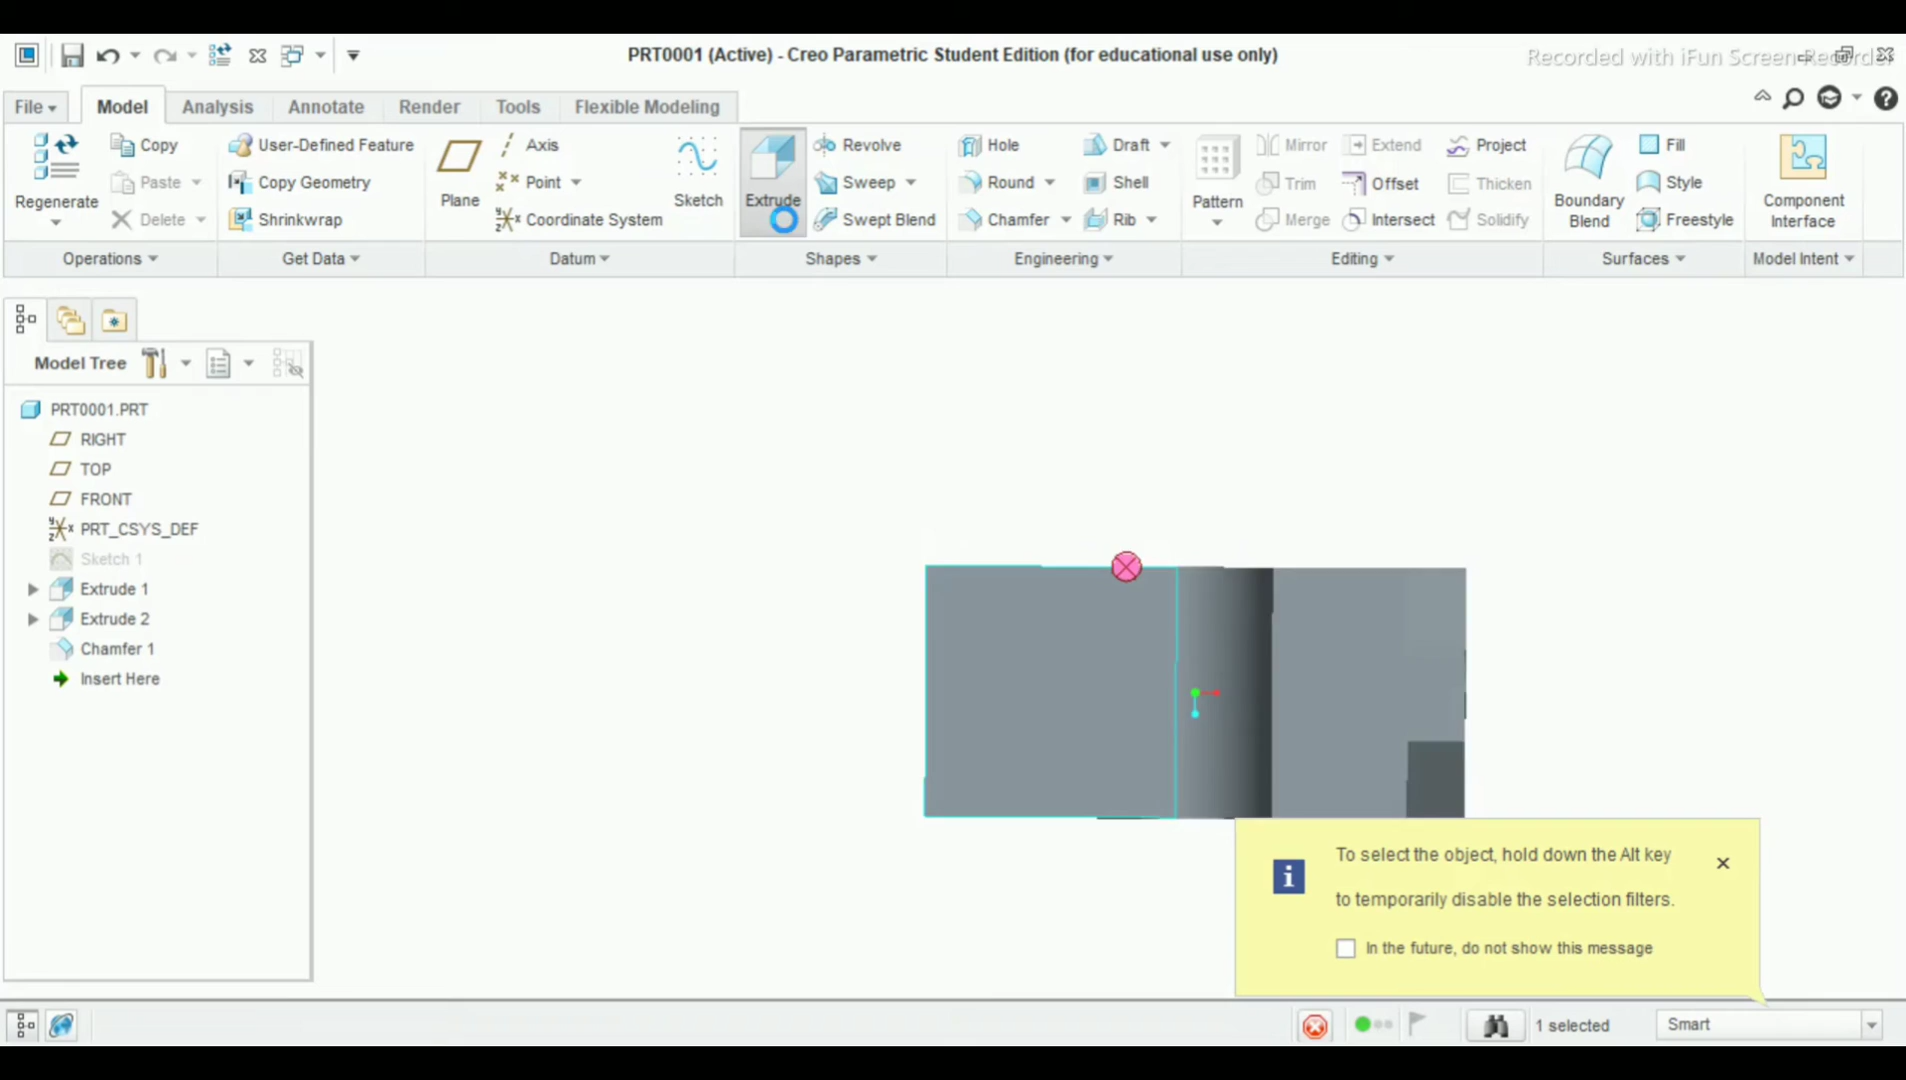 PRT0001 (Active) - Creo Parametric Student Edition (for educational use only)
Recorded with iFun Screen Recorder
File Model Analysis Annotate Render Tools Flexible Modeling
Regenerate
Copy
Paste
Delete
User-Defined Feature
Copy Geometry
Shrinkwrap
Plane
Axis
Point
Coordinate System
Sketch
Extrude
Revolve
Sweep
Swept Blend
Hole
Round
Chamfer
Draft
Shell
Rib
Pattern
Mirror
Trim
Merge
Extend
Offset
Intersect
Project
Thicken
Solidify
Boundary
Blend
Fill
Style
Freestyle
Component
Interface
Operations Get Data Datum Shapes Engineering Editing Surfaces Model Intent
Model Tree
PRT0001.PRT
RIGHT
TOP
FRONT
PRT_CSYS_DEF
Sketch 1
Extrude 1
Extrude 2
Chamfer 1
Insert Here
To select the object, hold down the Alt key
to temporarily disable the selection filters.
In the future, do not show this message
1 selected
Smart